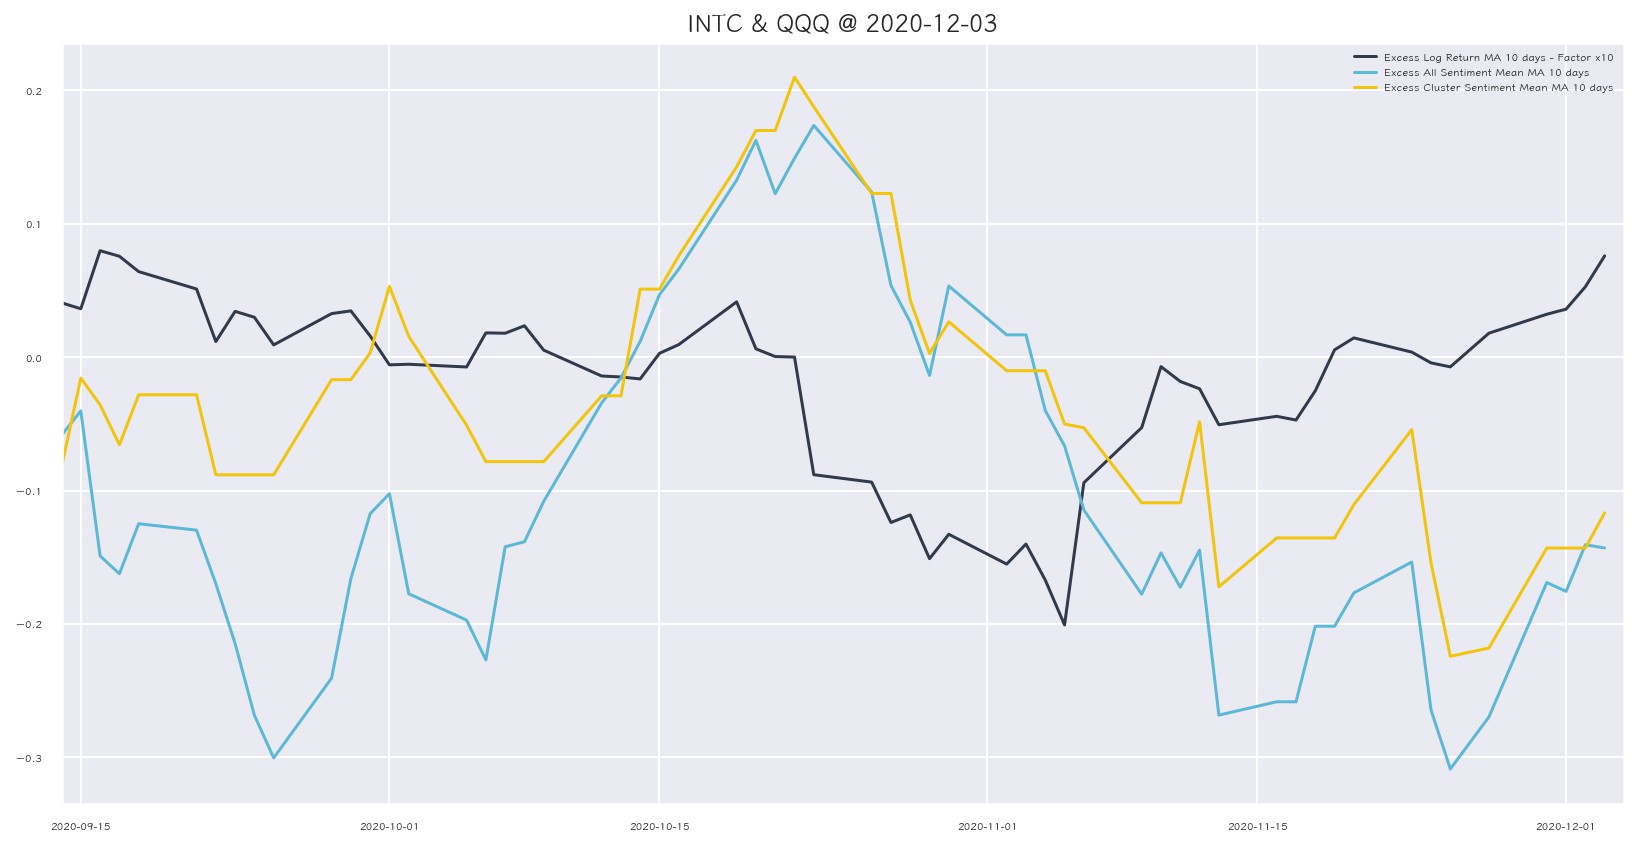 INTC & QQQ @ 2020-12-03
Excess Log Return MA 10 days - Factor x10
Excess All Sentiment Mean MA 10 days
Excess Cluster Sentiment Mean MA 10 days
0.2
0.1
0.0
−0.1
−0.2
−0.3
2020-09-15 2020-10-01 2020-10-15 2020-11-01 2020-11-15 2020-12-01